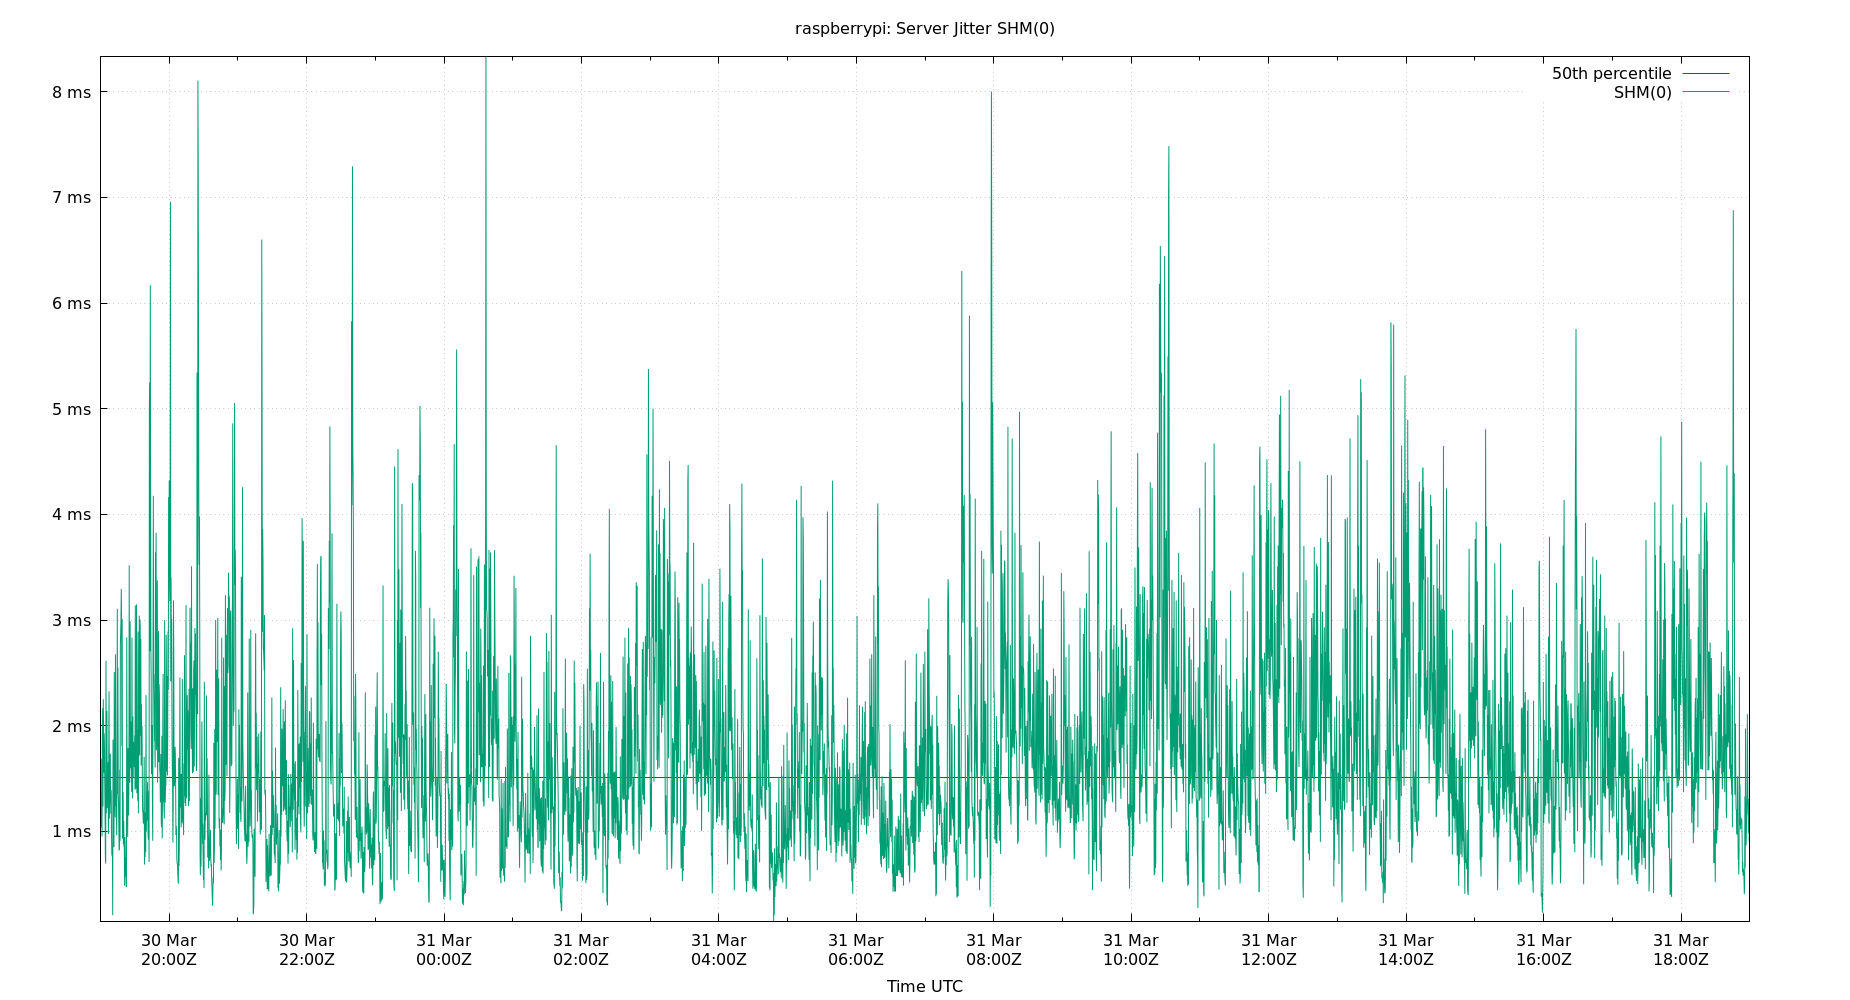 raspberrypi: Server Jitter SHM(0)
50th percentile
SHM(0)
8 ms
7 ms
6 ms
5 ms
4 ms
3 ms
2 ms
1 ms
30 Mar 30 Mar 31 Mar 31 Mar 31 Mar 31 Mar 31 Mar 31 Mar 31 Mar 31 Mar 31 Mar 31 Mar
20:00Z 22:00Z 00:00Z 02:00Z 04:00Z 06:00Z 08:00Z 10:00Z 12:00Z 14:00Z 16:00Z 18:00Z
Time UTC